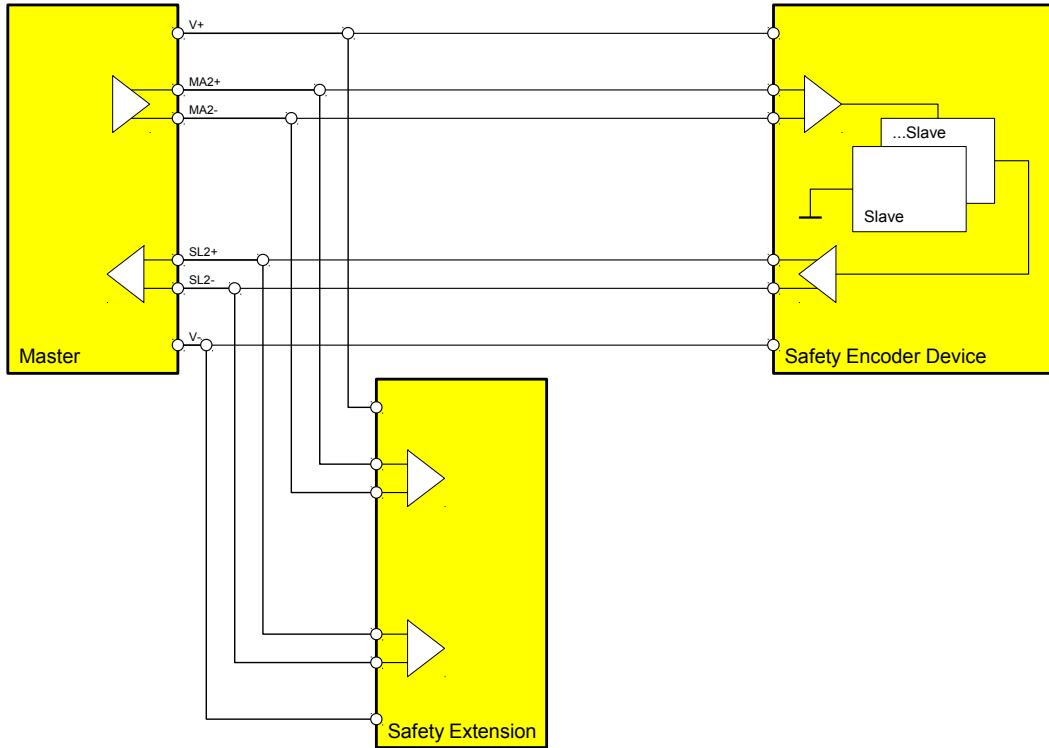 V+
MA2+
MA2-
...Slave
Slave
SL2+
SL2-
V-
Master
Safety Encoder Device
Safety Extension